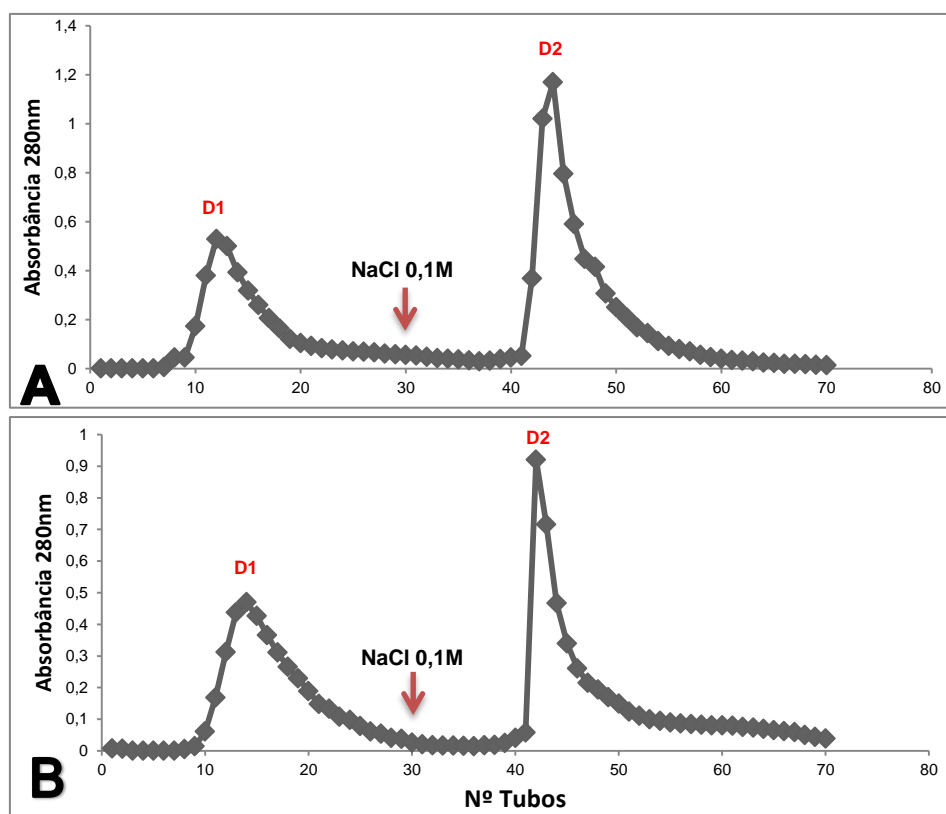 A
Absorbância 280nm
1,4
1,2
1
0,8
0,6
0,4
0,2
0
D1
NaCl 0,1M
D2
0 10 20 30 40 50 60 70 80
B
Absorbância 280nm
1
0,9
0,8
0,7
0,6
0,5
0,4
0,3
0,2
0,1
0
D1
NaCl 0,1M
D2
0 10 20 30 40 50 60 70 80
Nº Tubos